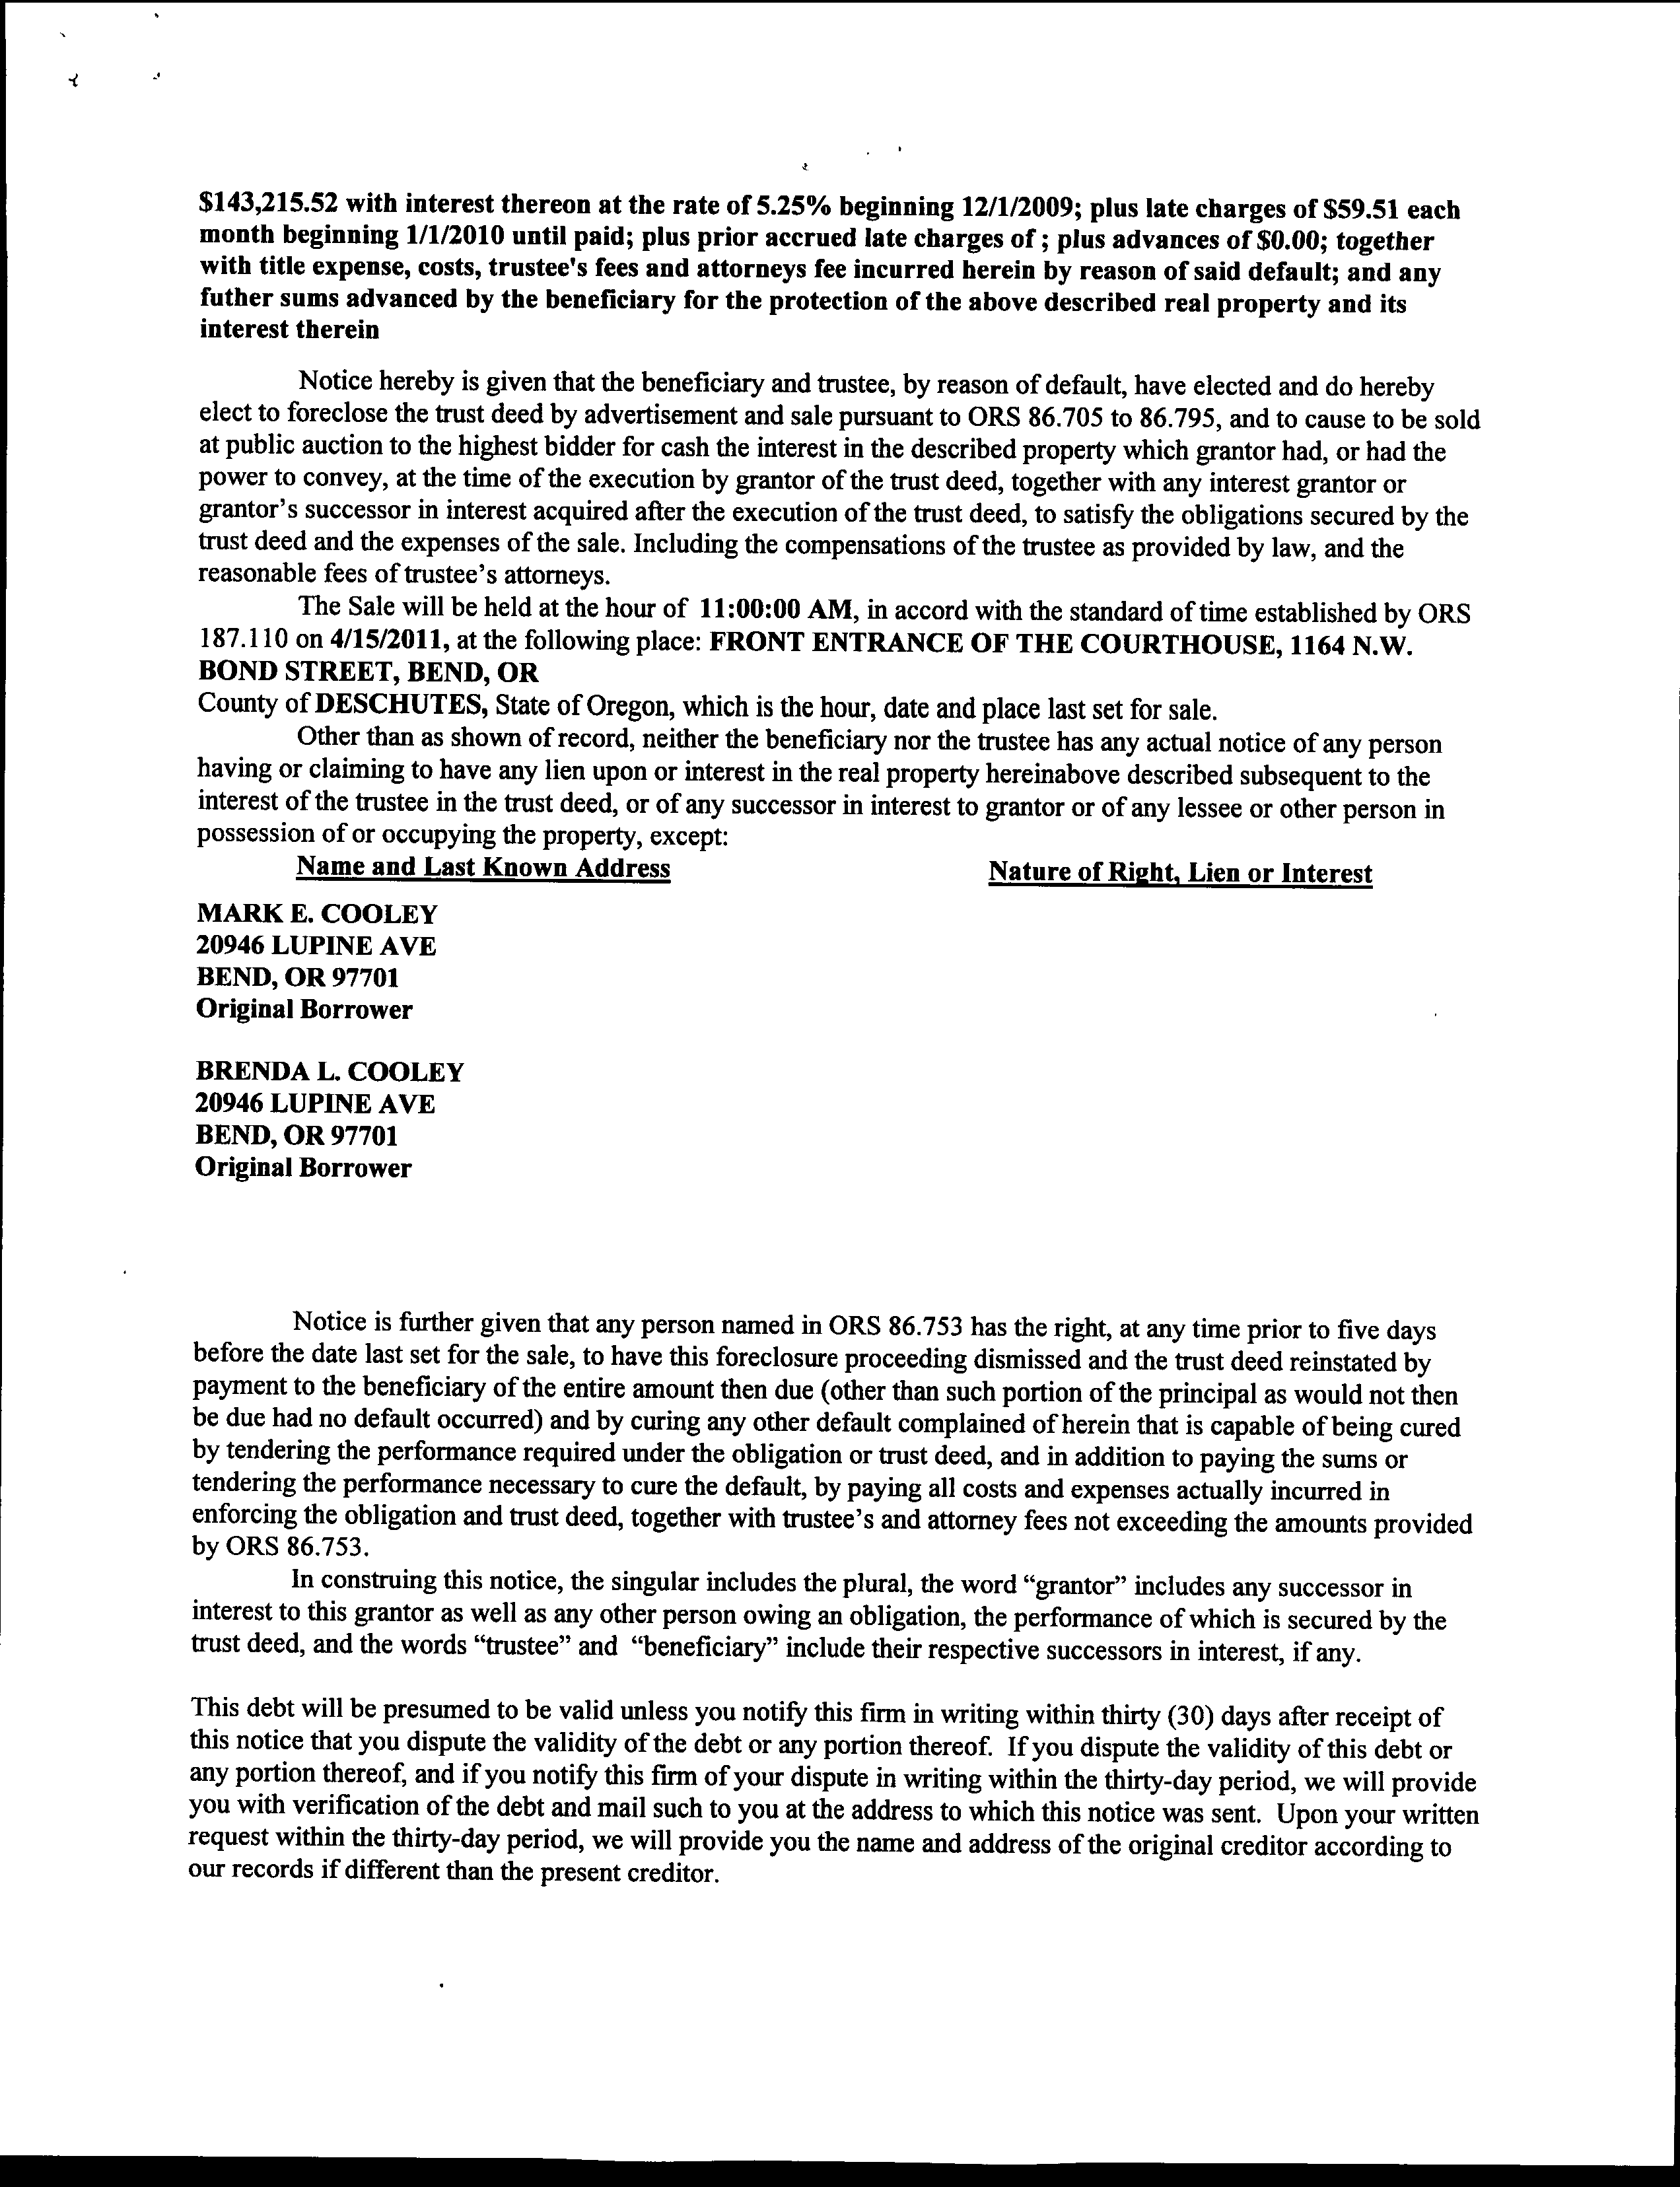 $143,215.52 with interest thereon at the rate of 5.25% beginning 12/1/2009; plus late charges of $59.51 each
month beginning 1/1/2010 until paid; plus prior accrued late charges of ; plus advances of $0.00; together
with title expense, costs, trustee's fees and attorneys fee incurred herein by reason of said default; and any
futher sums advanced by the beneficiary for the protection of the above described real property and its
interest therein
Notice hereby is given that the beneficiary and trustee, by reason of default, have elected and do hereby
elect to foreclose the trust deed by advertisement and sale pursuant to ORS 86.705 to 86.795, and to cause to be sold
at public auction to the highest bidder for cash the interest in the described property which grantor had, or had the
power to convey, at the time of the execution by grantor of the trust deed, together with any interest grantor or
grantor’s successor in interest acquired after the execution of the trust deed, to satisfy the obligations secured by the
trust deed and the expenses of the sale. Including the compensations of the trustee as provided by law, and the
reasonable fees of trustee’s attorneys.
The Sale will be held at the hour of 11:00:00 AM, in accord with the standard of time established by ORS
187.110 on 4/15/2011, at the following place: FRONT ENTRANCE OF THE COURTHOUSE, 1164 N.W.
BOND STREET, BEND, OR
County of DESCHUTES, State of Oregon, which is the hour, date and place last set for sale.
Other than as shown of record, neither the beneficiary nor the trustee has any actual notice of any person
having or claiming to have any lien upon or interest in the real property hereinabove described subsequent to the
interest of the trustee in the trust deed, or of any successor in interest to grantor or of any lessee or other person in
possession of or occupying the property, except:
Name and Last Known Address Nature of Right, Lien or Interest
MARK E. COOLEY
20946 LUPINE AVE
BEND, OR 97701
Original Borrower
BRENDA L. COOLEY
20946 LUPINE AVE
BEND, OR 97701
Original Borrower
Notice is further given that any person named in ORS 86.753 has the right, at any time prior to five days
before the date last set for the sale, to have this foreclosure proceeding dismissed and the trust deed reinstated by
payment to the beneficiary of the entire amount then due (other than such portion of the principal as would not then
be due had no default occurred) and by curing any other default complained of herein that is capable of being cured
by tendering the performance required under the obligation or trust deed, and in addition to paying the sums or
tendering the performance necessary to cure the default, by paying all costs and expenses actually incurred in
enforcing the obligation and trust deed, together with trustee’s and attorney fees not exceeding the amounts provided
by ORS 86.753.
In construing this notice, the singular includes the plural, the word “grantor” includes any successor in
interest to this grantor as well as any other person owing an obligation, the performance of which is secured by the
trust deed, and the words “trustee” and “beneficiary” include their respective successors in interest, if any.
This debt will be presumed to be valid unless you notify this firm in writing within thirty (30) days after receipt of
this notice that you dispute the validity of the debt or any portion thereof. If you dispute the validity of this debt or
any portion thereof, and if you notify this firm of your dispute in writing within the thirty-day period, we will provide
you with verification of the debt and mail such to you at the address to which this notice was sent. Upon your written
request within the thirty-day period, we will provide you the name and address of the original creditor according to
our records if different than the present creditor.